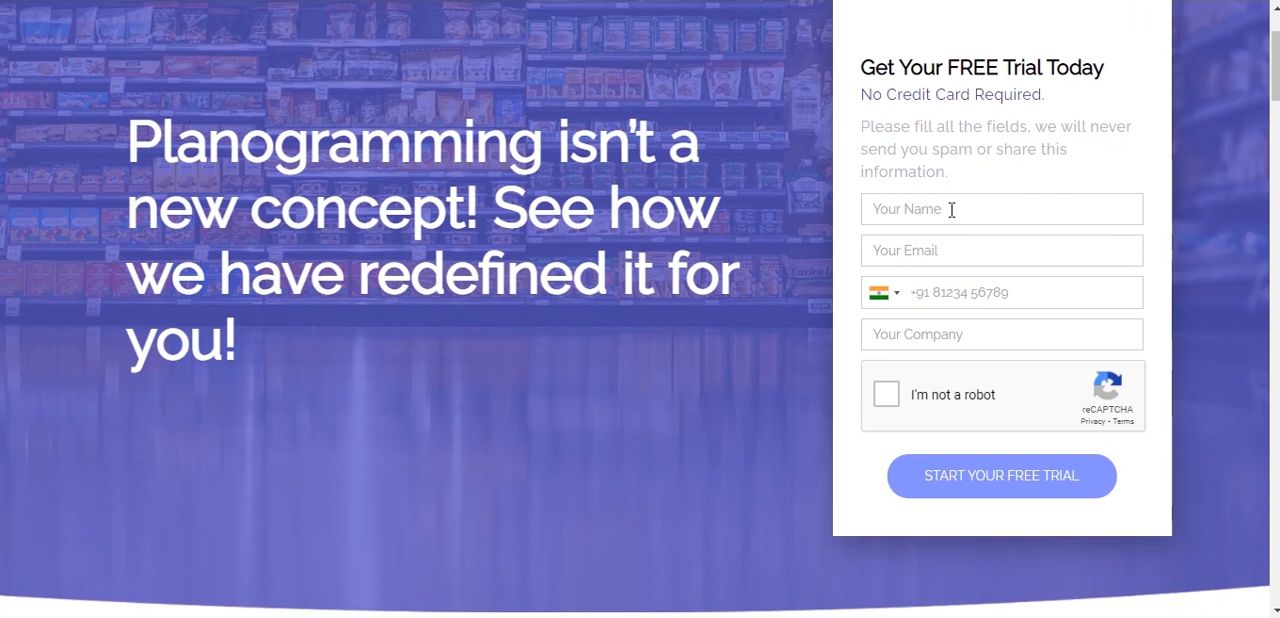 Planogramming isn't a
new concept! See how
we have redefined it for
you!
Get Your FREE Trial Today
No Credit Card Required.
Please fill all the fields, we will never
send you spam or share this
information.
Your Name
Your Email
+91 81234 56789
Your Company
I'm not a robot
reCAPTCHA
Privacy - Terms
START YOUR FREE TRIAL